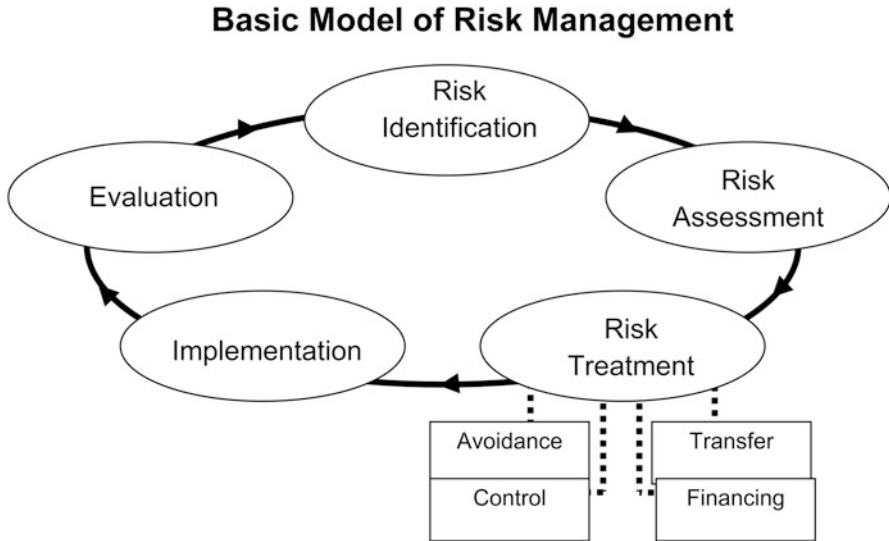 Basic Model of Risk Management
Risk
Identification
Risk
Assessment
Risk
Treatment
Implementation
Evaluation
Avoidance
Control
Transfer
Financing